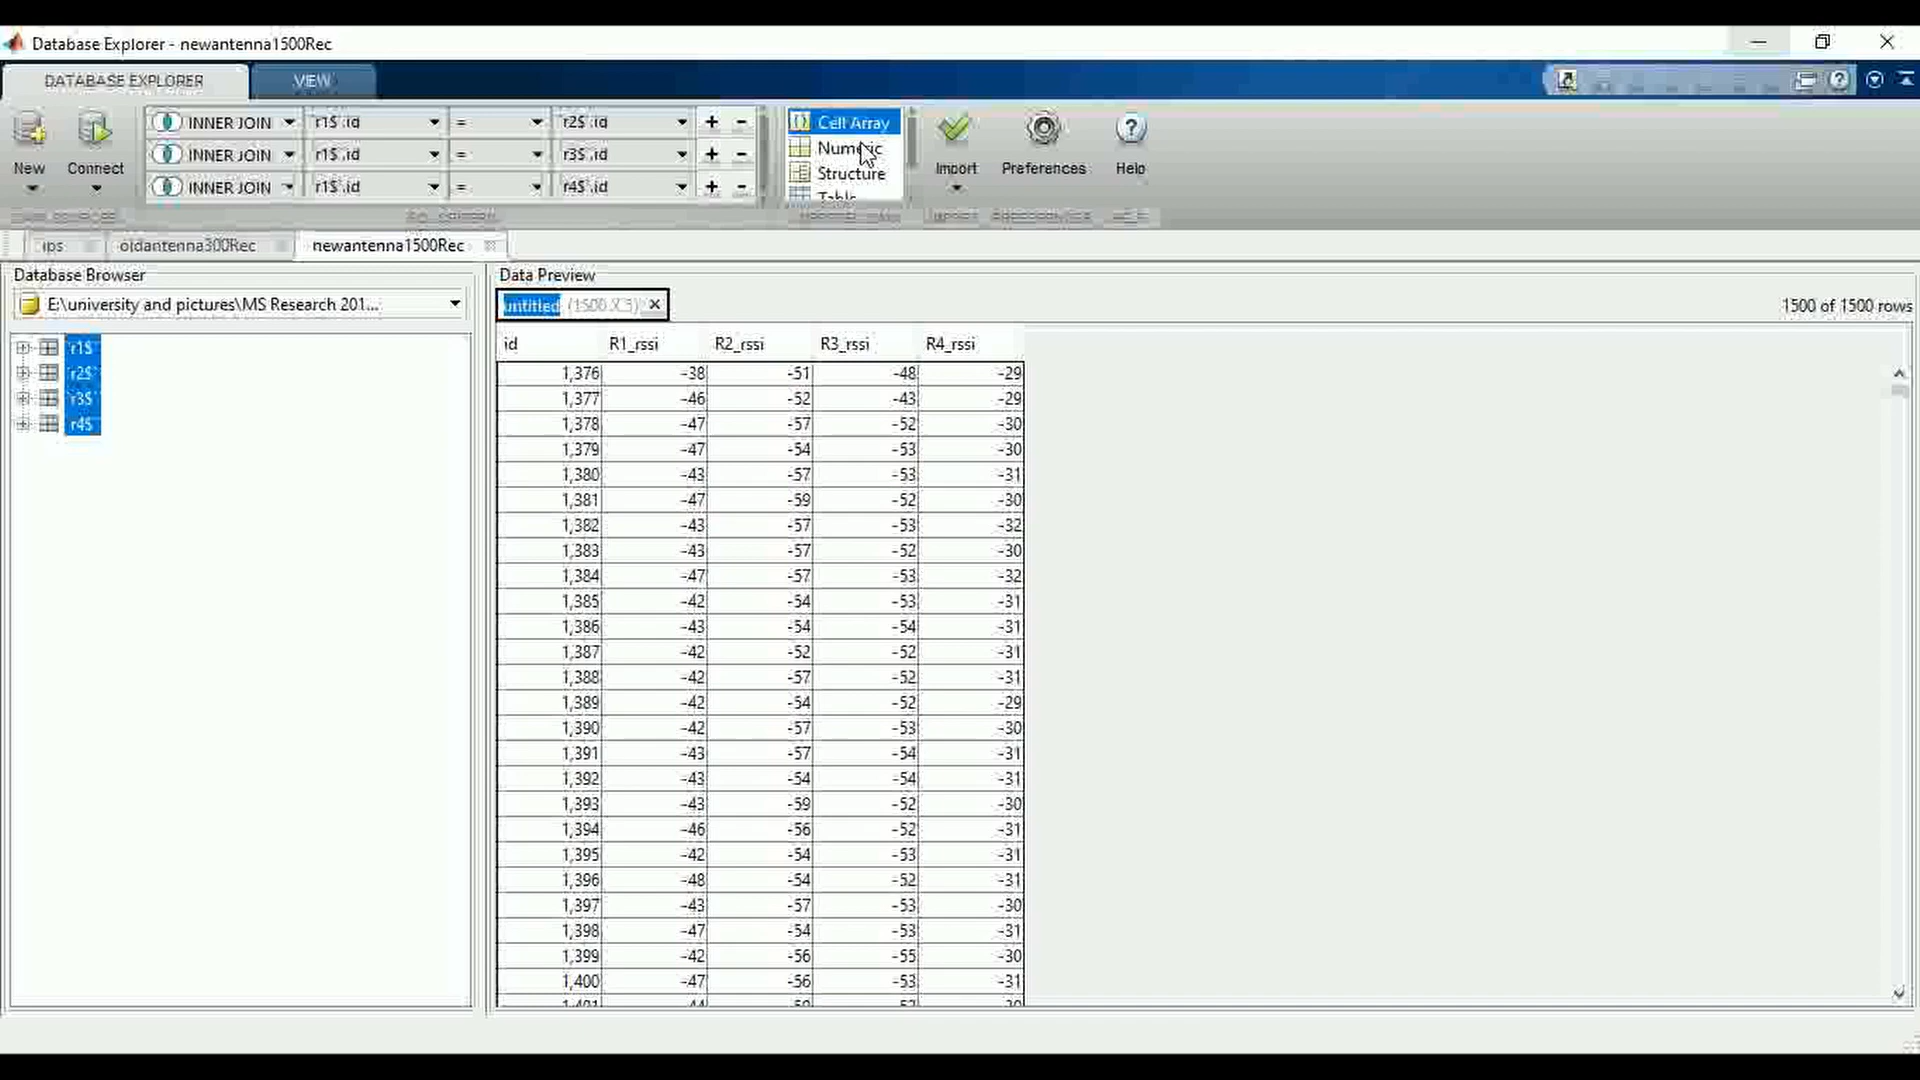 Database Explorer - newantenna1500Rec
DATABASE EXPLORER VIEW
New Connect
INNER JOIN r1$.id = r2$.id + -
INNER JOIN r1$.id = r3$.id + -
INNER JOIN r1$.id = r4$.id + -
Cell Array
Numeric
Structure
Table
Import Preferences Help
ips oldantenna300Rec newantenna1500Rec
Database Browser
E:\university and pictures\MS Research 201...
r1$
r2$
r3$
r4$
Data Preview
untitled (1500 X 5)
1500 of 1500 rows
id R1_rssi R2_rssi R3_rssi R4_rssi
1,376 -38 -51 -48 -29
1,377 -46 -52 -43 -29
1,378 -47 -57 -52 -30
1,379 -47 -54 -53 -30
1,380 -43 -57 -53 -31
1,381 -47 -59 -52 -30
1,382 -43 -57 -53 -32
1,383 -43 -57 -52 -30
1,384 -47 -57 -53 -32
1,385 -42 -54 -53 -31
1,386 -43 -54 -54 -31
1,387 -42 -52 -52 -31
1,388 -42 -57 -52 -31
1,389 -42 -54 -52 -29
1,390 -42 -57 -53 -30
1,391 -43 -57 -54 -31
1,392 -43 -54 -54 -31
1,393 -43 -59 -52 -30
1,394 -46 -56 -52 -31
1,395 -42 -54 -53 -31
1,396 -48 -54 -52 -31
1,397 -43 -57 -53 -30
1,398 -47 -54 -53 -31
1,399 -42 -56 -55 -30
1,400 -47 -56 -53 -31